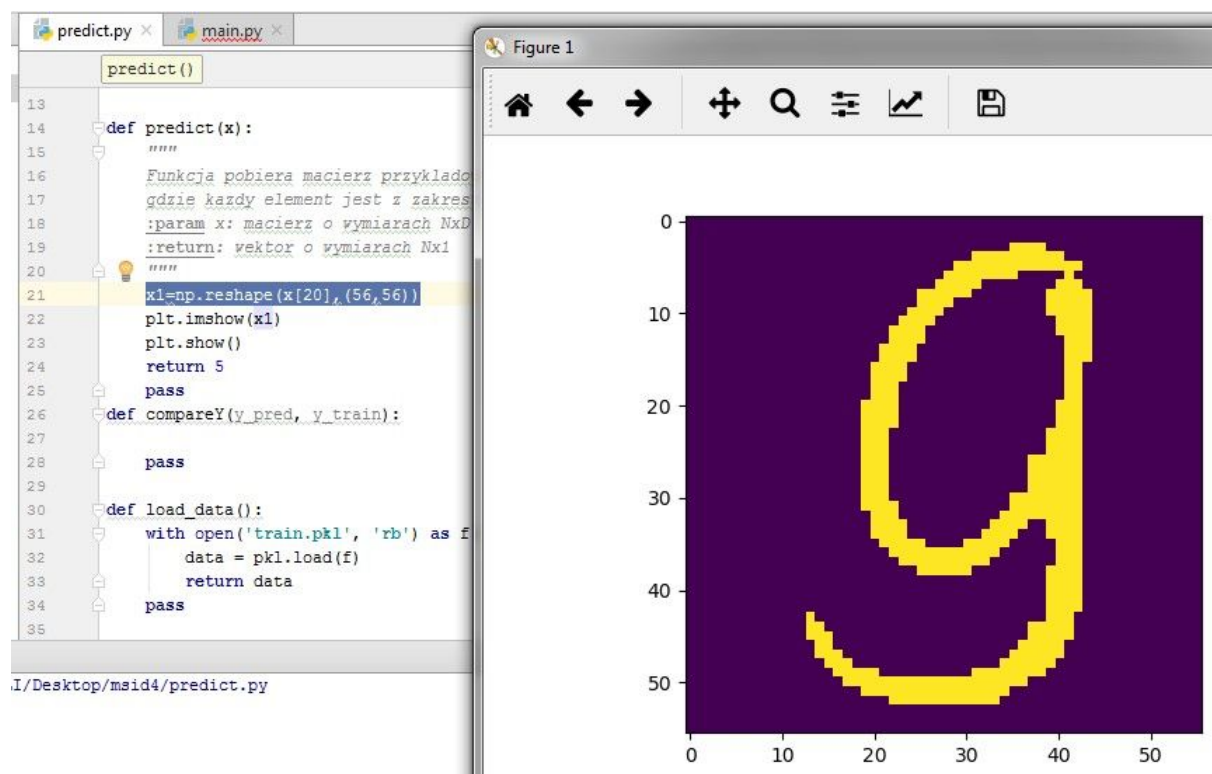 predict.py
main.py
predict()
13
14 def predict(x):
15 """
16 Funkcja pobiera macierz przyklado
17 gdzie kazdy element jest z zakres
18 :param x: macierz o wymiarach NxD
19 :return: wektor o wymiarach Nx1
20 """
21 x1=np.reshape(x[20],(56,56))
22 plt.imshow(x1)
23 plt.show()
24 return 5
25 pass
26 def compareY(y_pred, y_train):
27
28 pass
29
30 def load_data():
31 with open('train.pkl', 'rb') as f
32 data = pkl.load(f)
33 return data
34 pass
35
I/Desktop/msid4/predict.py
Figure 1
0
10
20
30
40
50
g
0 10 20 30 40 50